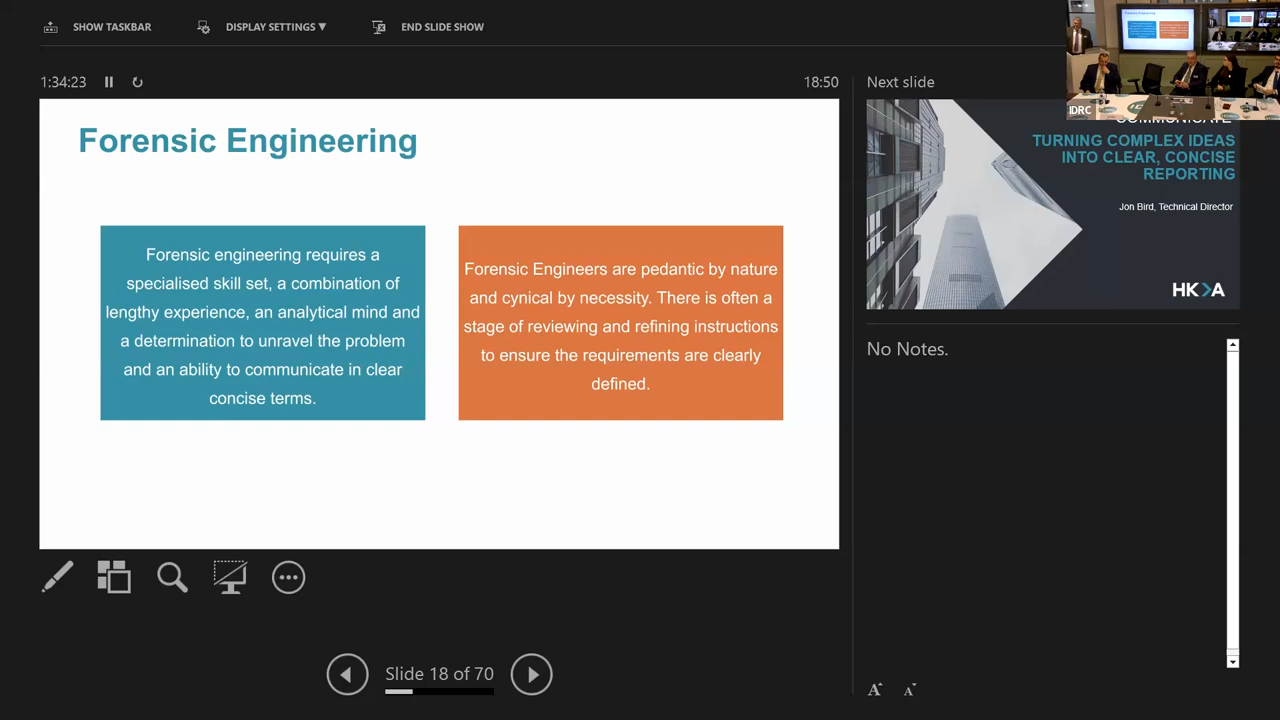 SHOW TASKBAR
DISPLAY SETTINGS ▼
END SLIDE SHOW
1:34:23
18:50
Next slide
Forensic Engineering
Forensic engineering requires a
specialised skill set, a combination of
lengthy experience, an analytical mind and
a determination to unravel the problem
and an ability to communicate in clear
concise terms.
Forensic Engineers are pedantic by nature
and cynical by necessity. There is often a
stage of reviewing and refining instructions
to ensure the requirements are clearly
defined.
IDRC
COMMUNICATE
TURNING COMPLEX IDEAS
INTO CLEAR, CONCISE
REPORTING
Jon Bird, Technical Director
HKA
No Notes.
Slide 18 of 70
A A